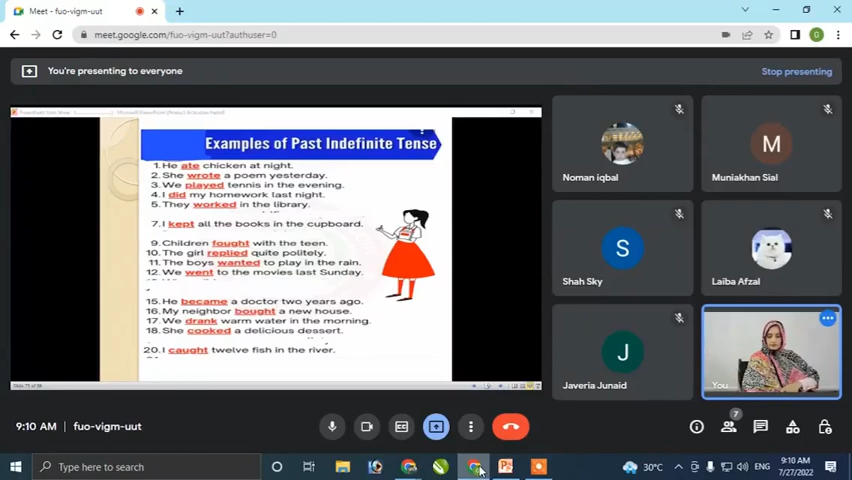 Meet - fuo-vigm-uut
meet.google.com/fuo-vigm-uut?authuser=0
G
You're presenting to everyone
Stop presenting
Examples of Past Indefinite Tense
1.He ate chicken at night.
2.She wrote a poem yesterday.
3.We played tennis in the evening.
4.I did my homework last night.
5.They worked in the library.
7.I kept all the books in the cupboard.
9.Children fought with the teen.
10.The girl replied quite politely.
11.The boys wanted to play in the rain.
12.We went to the movies last Sunday.
15.He became a doctor two years ago.
16.My neighbor bought a new house.
17.We drank warm water in the morning.
18.She cooked a delicious dessert.
20.I caught twelve fish in the river.
Noman iqbal
M
Muniakhan Sial
S
Shah Sky
Laiba Afzal
J
Javeria Junaid
You
9:10 AM
fuo-vigm-uut
7
Type here to search
30°C
ENG
9:10 AM
7/27/2022